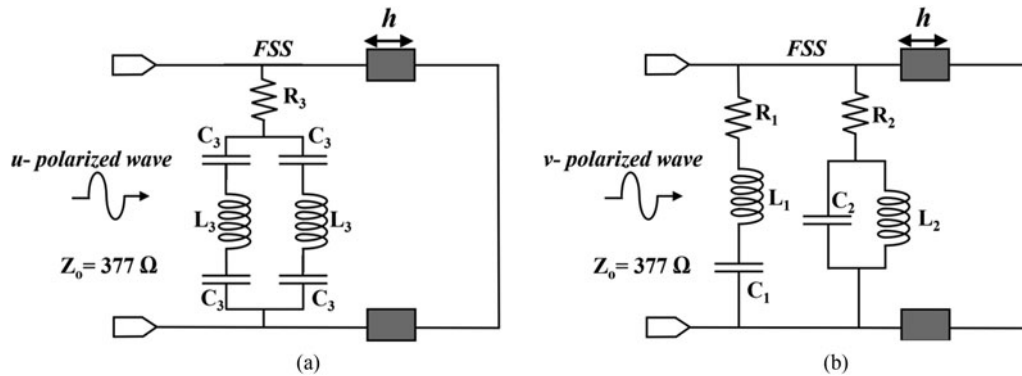 h
FSS
R3
C3 C3
u- polarized wave
L3 L3
Zo= 377 Ω
C3 C3
(a)
h
FSS
R1 R2
v- polarized wave
L1 C2 L2
Zo= 377 Ω
C1
(b)